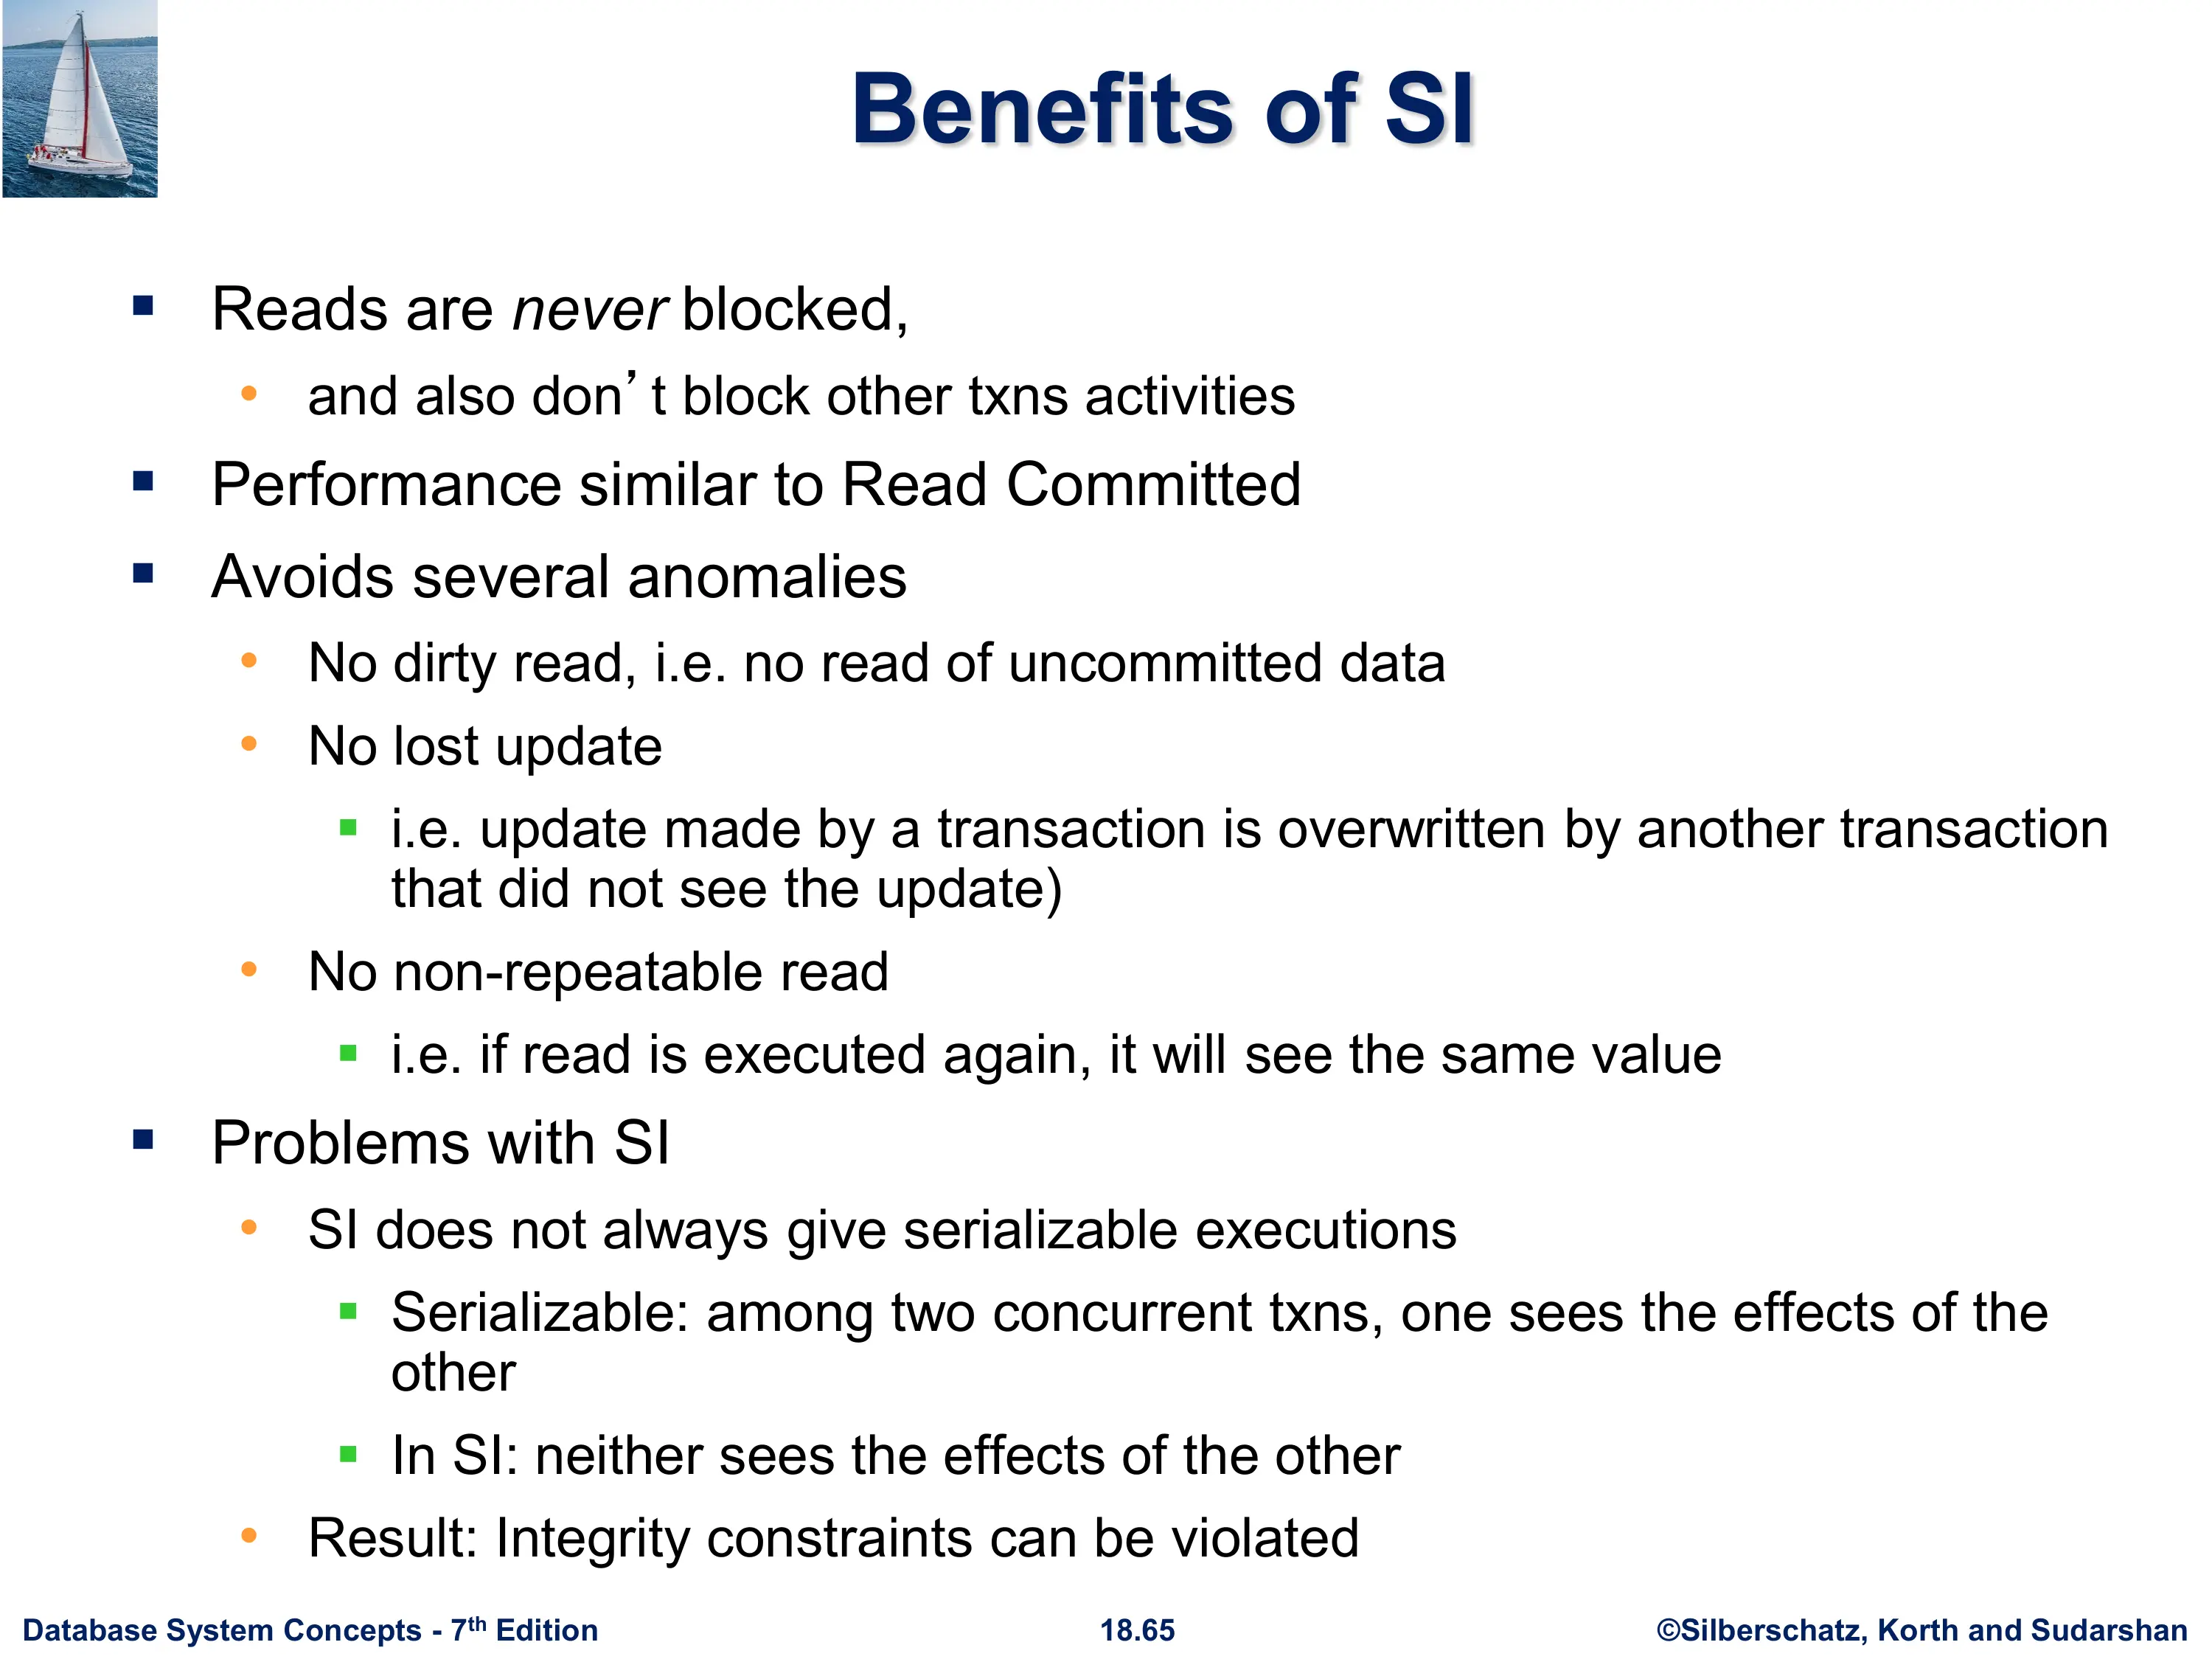 Benefits of SI
Reads are never blocked,
and also don’t block other txns activities
Performance similar to Read Committed
Avoids several anomalies
No dirty read, i.e. no read of uncommitted data
No lost update
i.e. update made by a transaction is overwritten by another transaction
that did not see the update)
No non-repeatable read
i.e. if read is executed again, it will see the same value
Problems with SI
SI does not always give serializable executions
Serializable: among two concurrent txns, one sees the effects of the
other
In SI: neither sees the effects of the other
Result: Integrity constraints can be violated
Database System Concepts - 7th Edition
18.65
©Silberschatz, Korth and Sudarshan